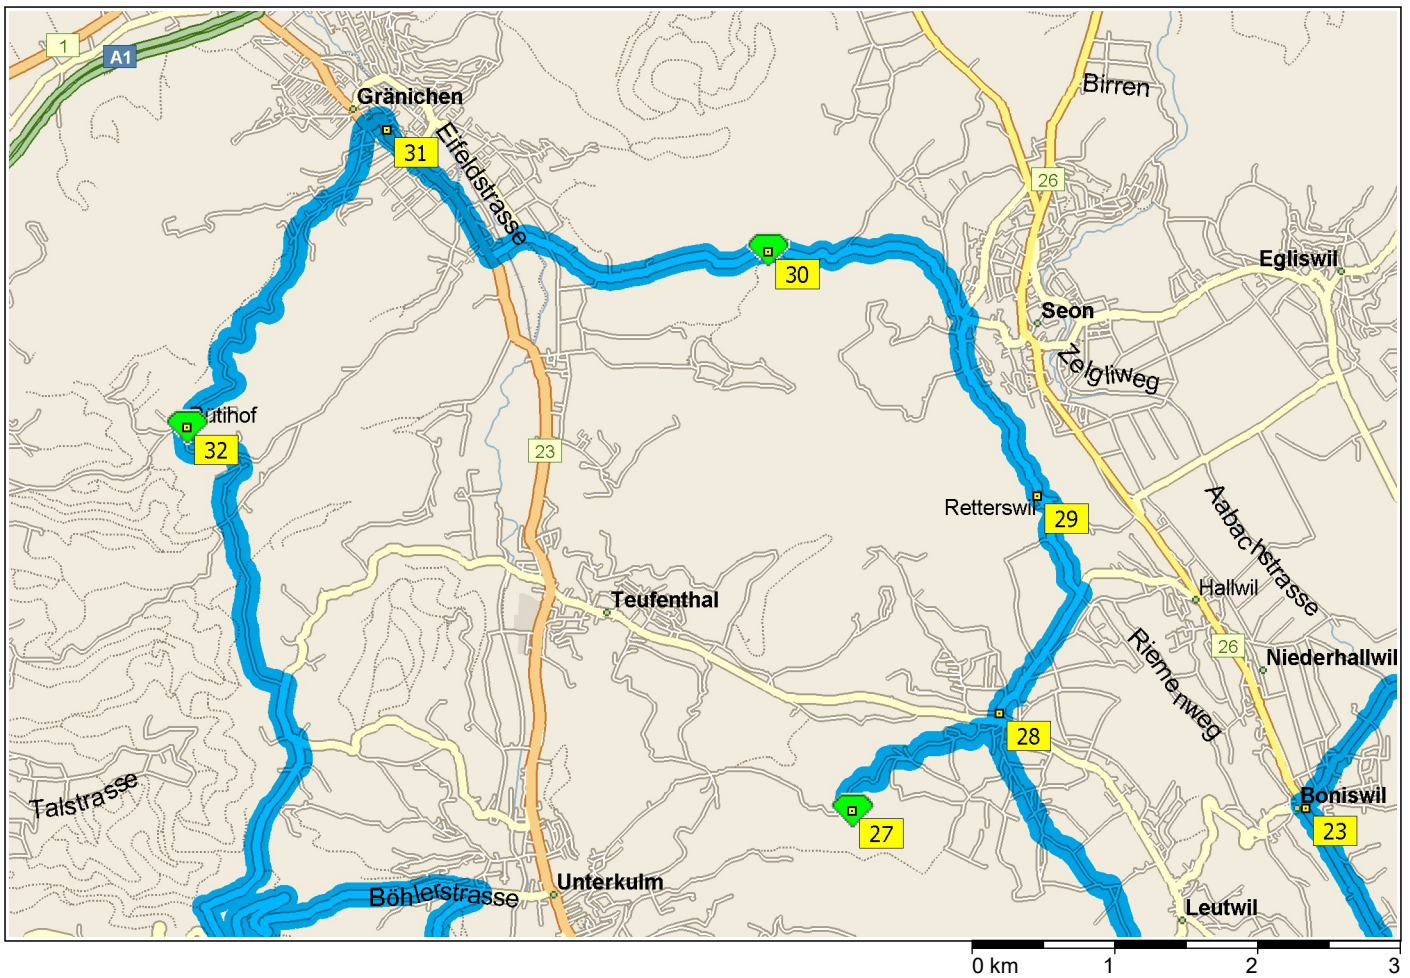 1
A1
Birren
Gränichen
Eifeldstrasse
31
26
Egliswil
30
Seon
Zelgliweg
Rütihof
32
23
Retterswil
29
Aabachstrasse
Hallwil
Teufenthal
Riemenweg
26
Niederhallwil
28
Talstrasse
Boniswil
27
23
Unterkulm
Böhlerstrasse
Leutwil
0 km 1 2 3